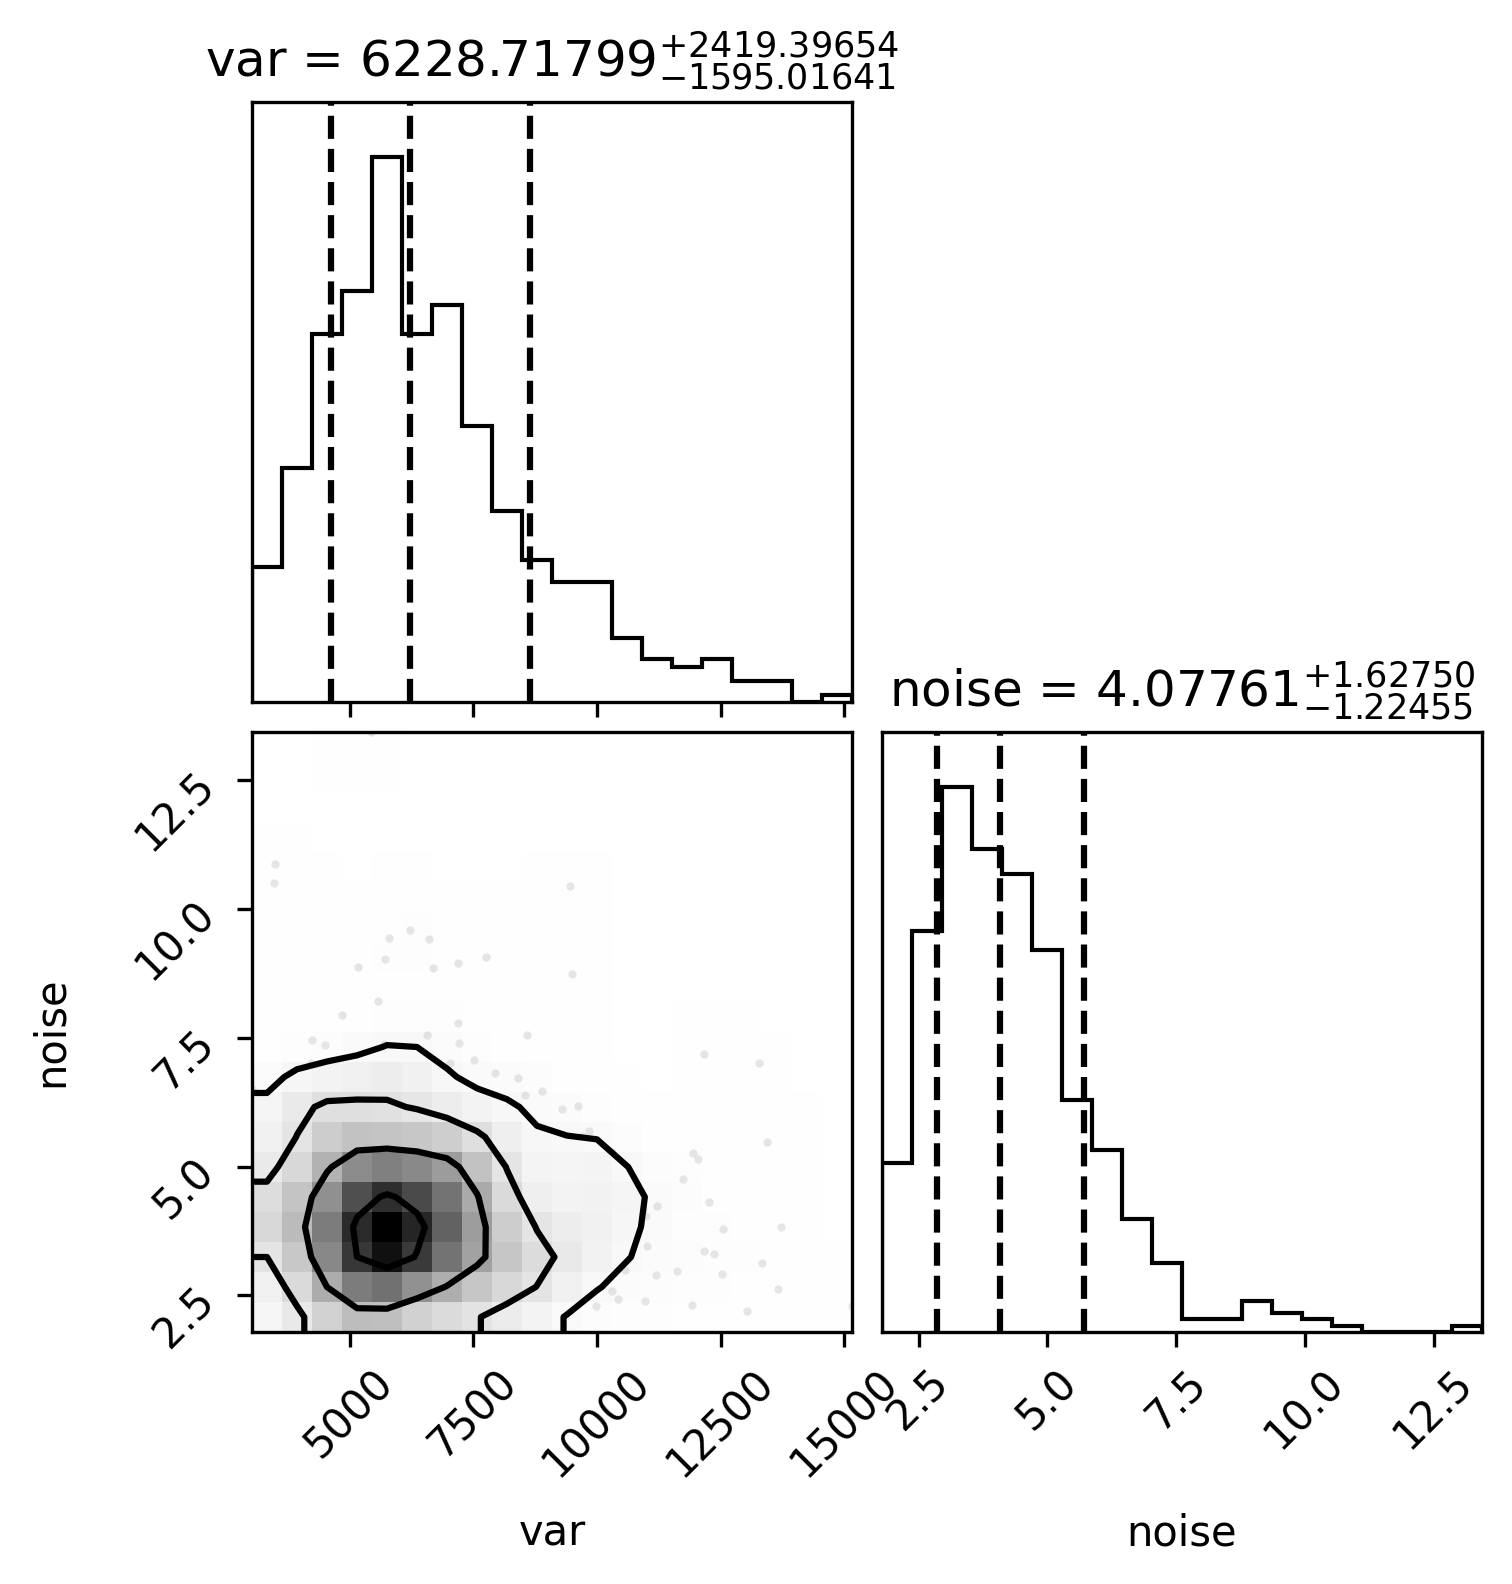 var = 6228.71799+2419.39654−1595.01641
noise = 4.07761+1.62750−1.22455
12.5
10.0
7.5
5.0
2.5
noise
5000 7500 10000 12500 15000
2.5 5.0 7.5 10.0 12.5
var
noise